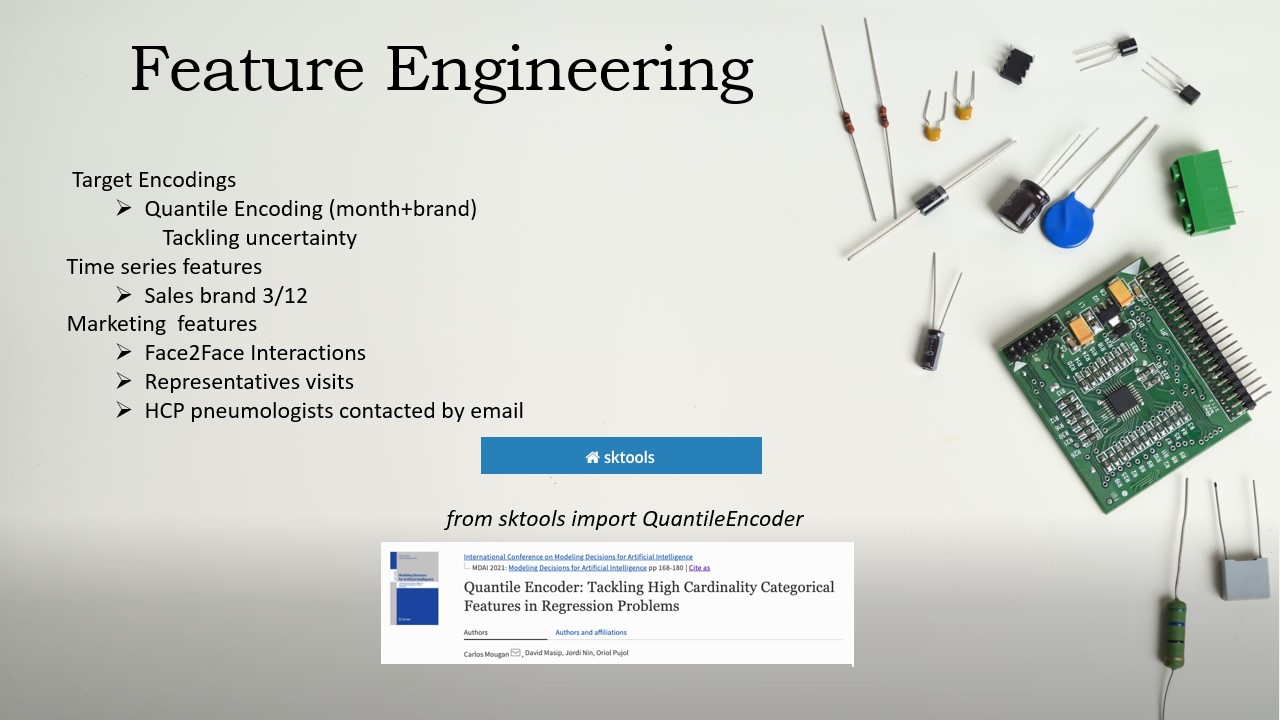 Feature Engineering
Target Encodings
➢ Quantile Encoding (month+brand)
Tackling uncertainty
Time series features
➢ Sales brand 3/12
Marketing features
➢ Face2Face Interactions
➢ Representatives visits
➢ HCP pneumologists contacted by email
sktools
from sktools import QuantileEncoder
International Conference on Modeling Decisions for Artificial Intelligence
MDAI 2021: Modeling Decisions for Artificial Intelligence pp 168-180 | Cite as
Quantile Encoder: Tackling High Cardinality Categorical
Features in Regression Problems
Authors Authors and affiliations
Carlos Mougan, David Masip, Jordi Nin, Oriol Pujol